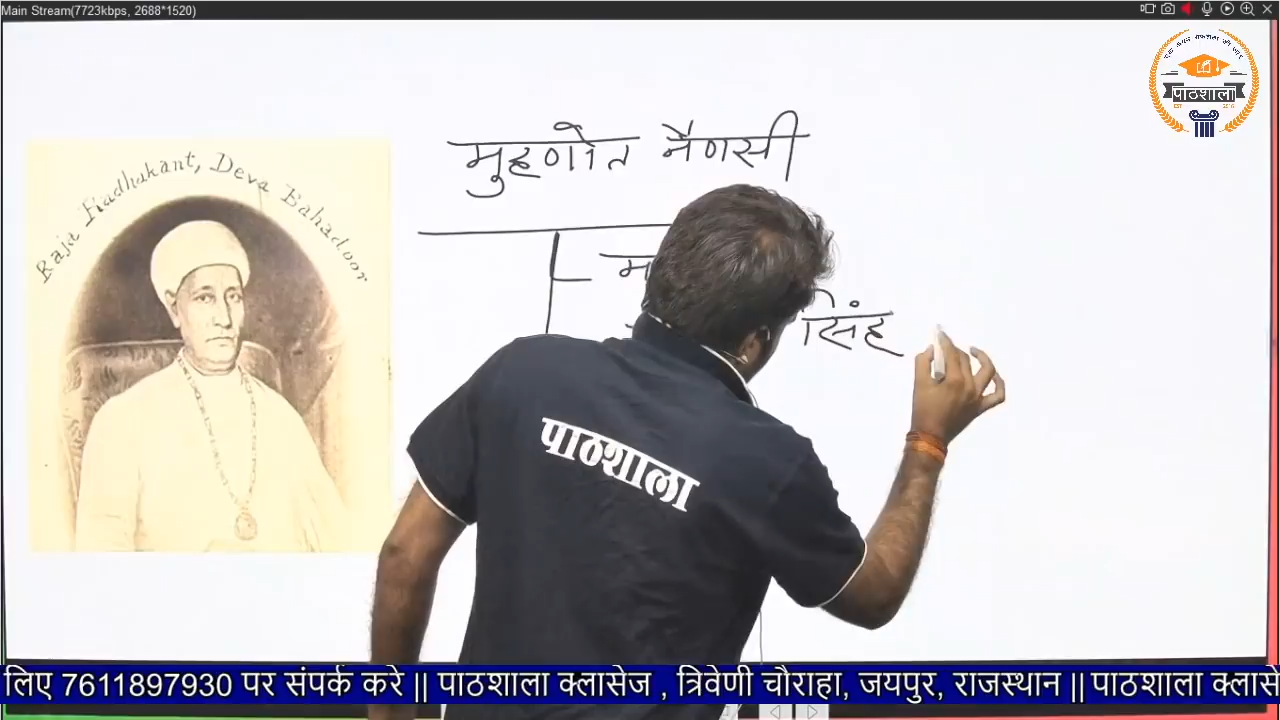 Main Stream(7723kbps, 2688*1520)
पाठशाला
मुहणोत नैणसी
Raja Radhakant, Deva Bahadoor
सिंह
पाठशाला
लिए 7611897930 पर संपर्क करे || पाठशाला क्लासेज , त्रिवेणी चौराहा, जयपुर, राजस्थान || पाठशाला क्लासे